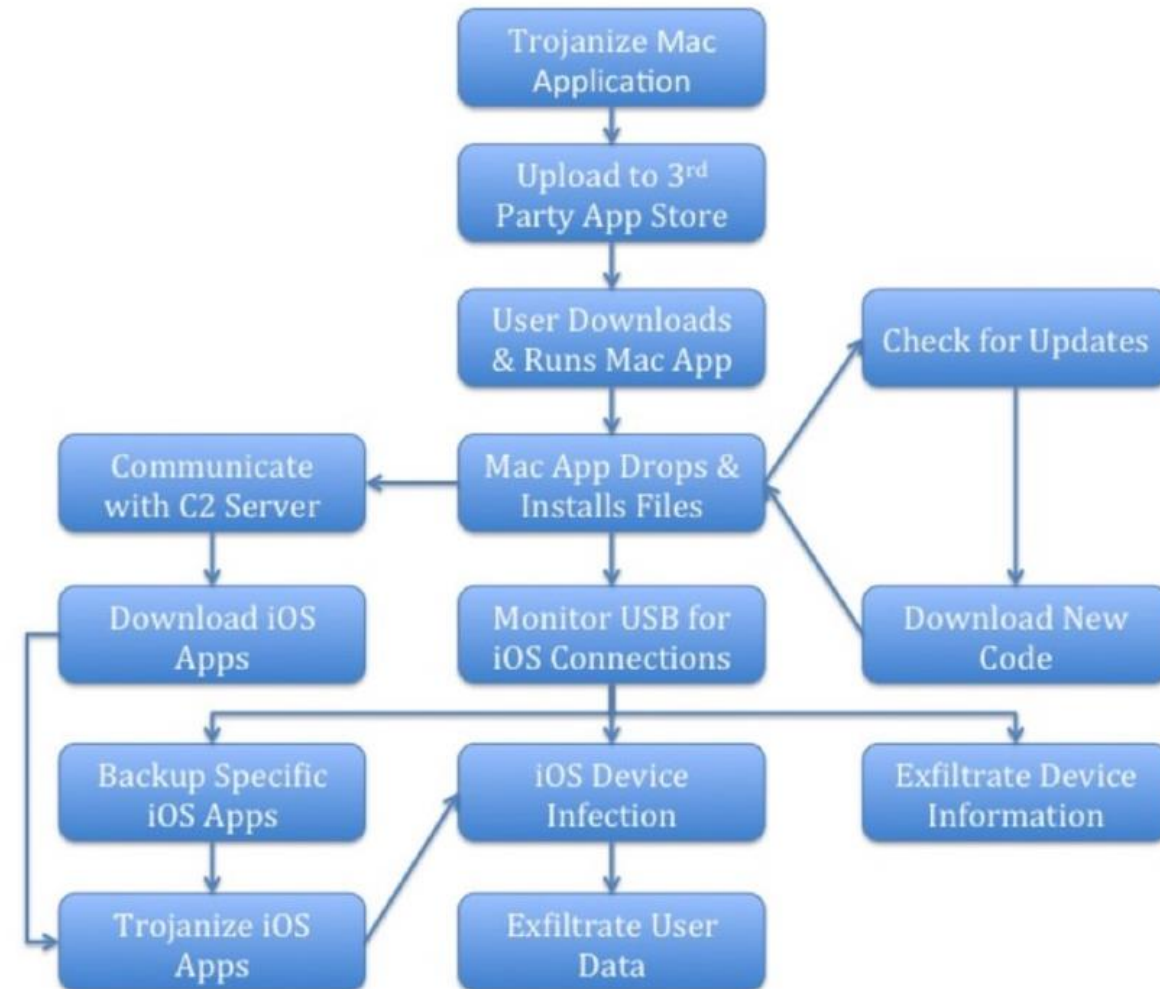 Trojanize Mac
Application
Upload to 3rd
Party App Store
User Downloads
& Runs Mac App
Check for Updates
Communicate
with C2 Server
Mac App Drops &
Installs Files
Download iOS
Apps
Monitor USB for
iOS Connections
Download New
Code
Backup Specific
iOS Apps
iOS Device
Infection
Exfiltrate Device
Information
Trojanize iOS
Apps
Exfiltrate User
Data